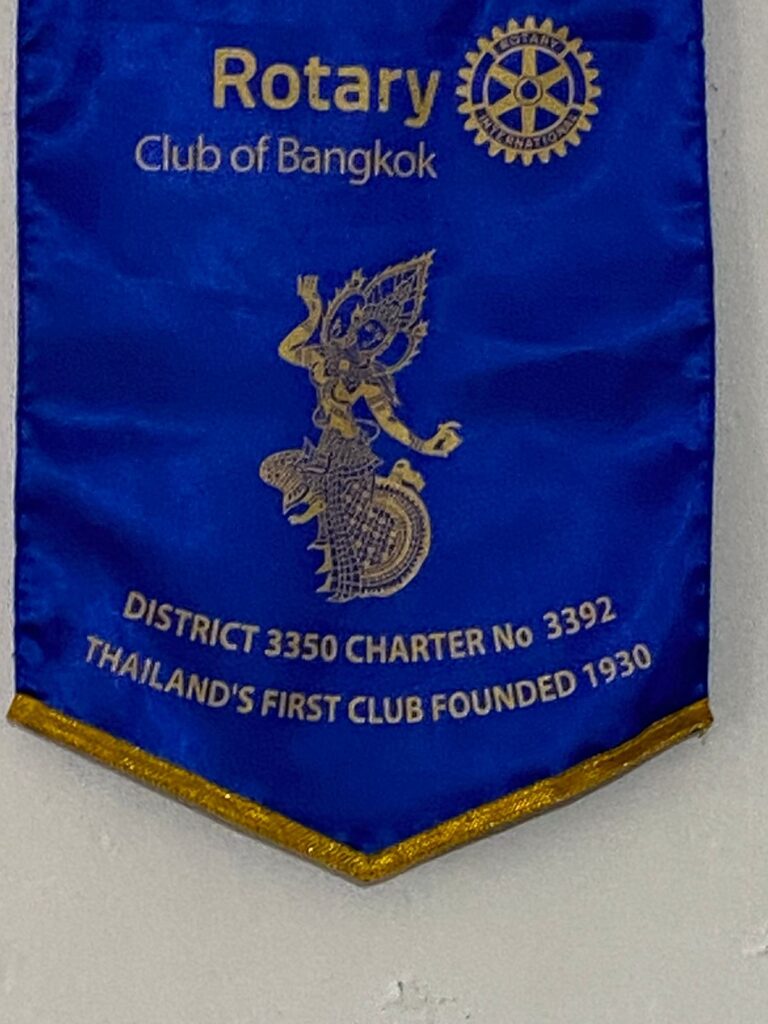 Rotary
ROTARY
INTERNATIONAL
Club of Bangkok
DISTRICT 3350 CHARTER No 3392
THAILAND'S FIRST CLUB FOUNDED 1930